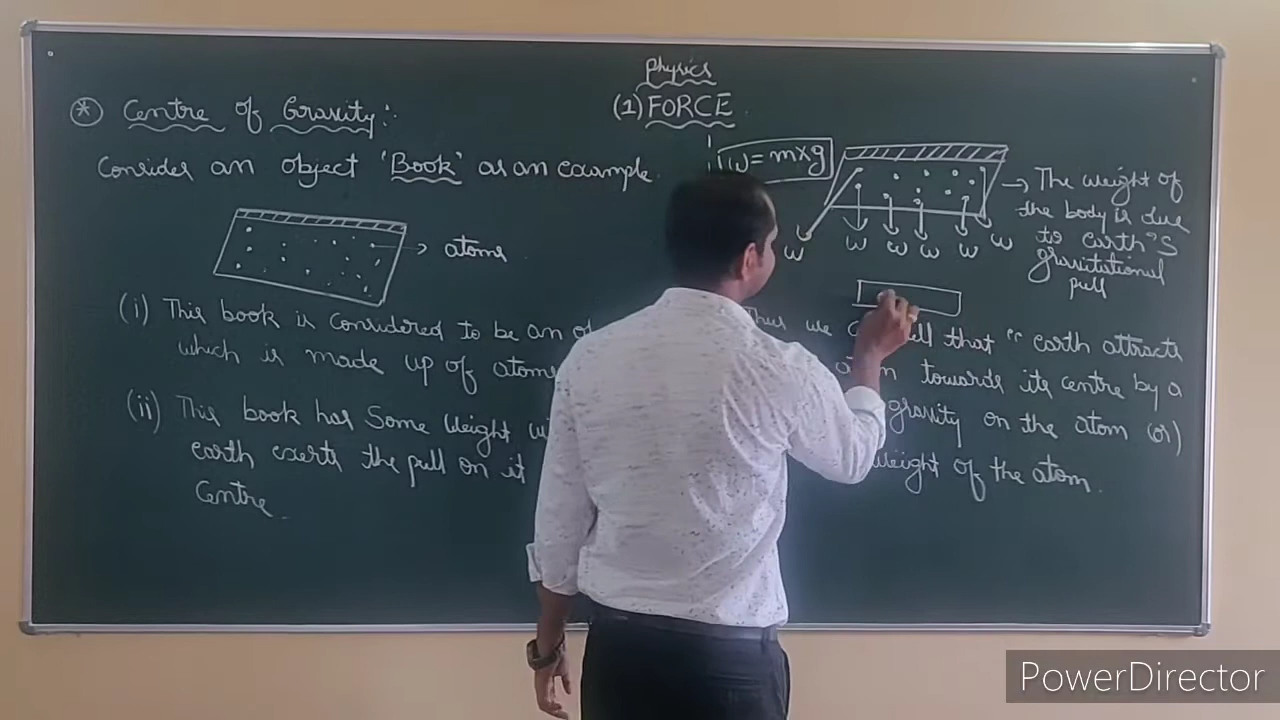 Physics
(1) FORCE
* Centre of Gravity:
Consider an object 'Book' as an example.
atoms
(i) This book is considered to be an
which is made up of atoms
(ii) This book has Some weight
earth exerts the pull on it
Centre
W = m×g
→ The weight of
the body is due
to earth's
gravitational
pull
W W W W W W
Thus we tell that "earth attracts
atom towards its centre by a
gravity on the atom (or)
weight of the atom.
PowerDirector